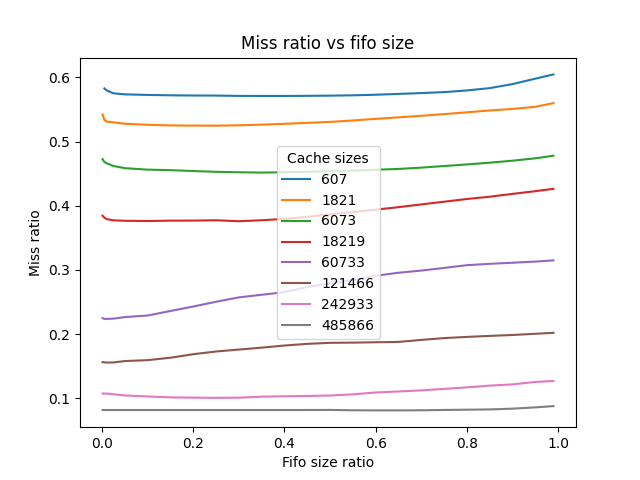 Miss ratio vs fifo size
Miss ratio
0.6
0.5
0.4
0.3
0.2
0.1
Cache sizes
607
1821
6073
18219
60733
121466
242933
485866
0.0 0.2 0.4 0.6 0.8 1.0
Fifo size ratio